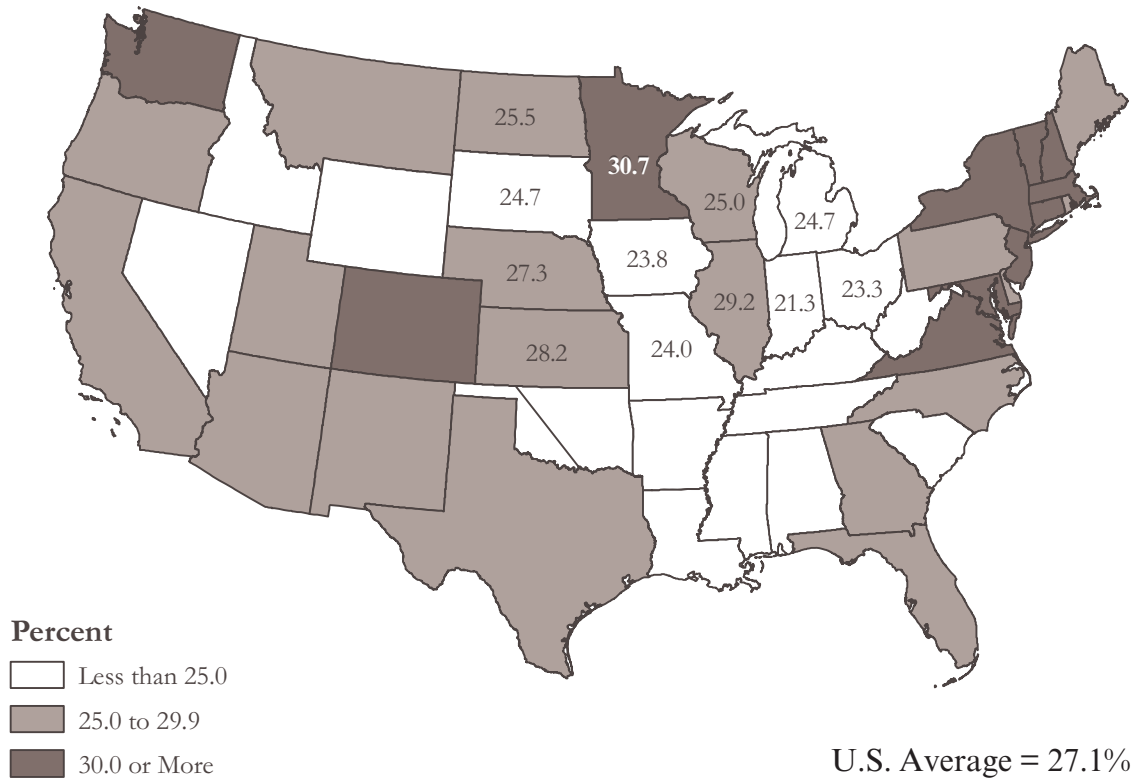 25.5
30.7
24.7
25.0
24.7
23.8
27.3
29.2
21.3
23.3
28.2
24.0
Percent
Less than 25.0
25.0 to 29.9
30.0 or More
U.S. Average = 27.1%